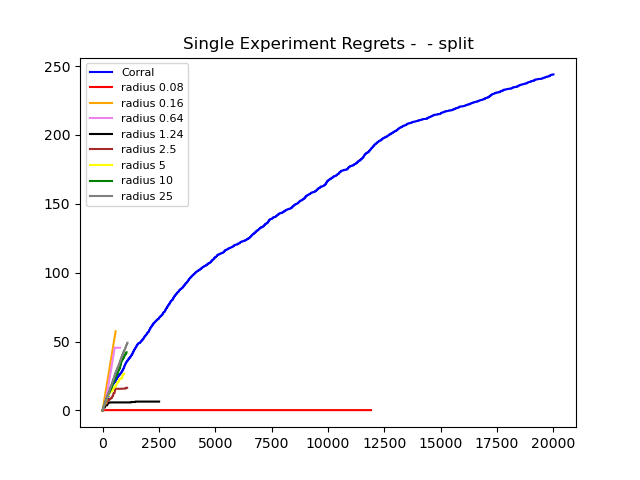 Single Experiment Regrets -  - split
250
200
150
100
50
0
Corral
radius 0.08
radius 0.16
radius 0.64
radius 1.24
radius 2.5
radius 5
radius 10
radius 25
0 2500 5000 7500 10000 12500 15000 17500 20000